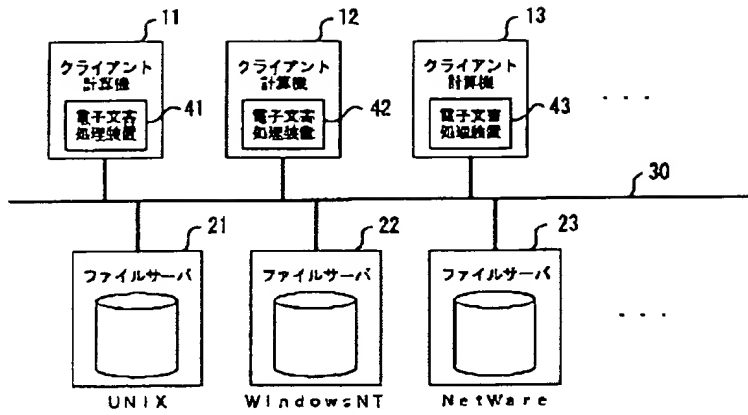 11
12
13
クライアント
計算機
クライアント
計算機
クライアント
計算機
電子文書
処理装置
41
電子文書
処理装置
42
電子文書
処理装置
43
. . .
30
21
22
23
ファイルサーバ
ファイルサーバ
ファイルサーバ
. . .
UNIX
WindowsNT
NetWare